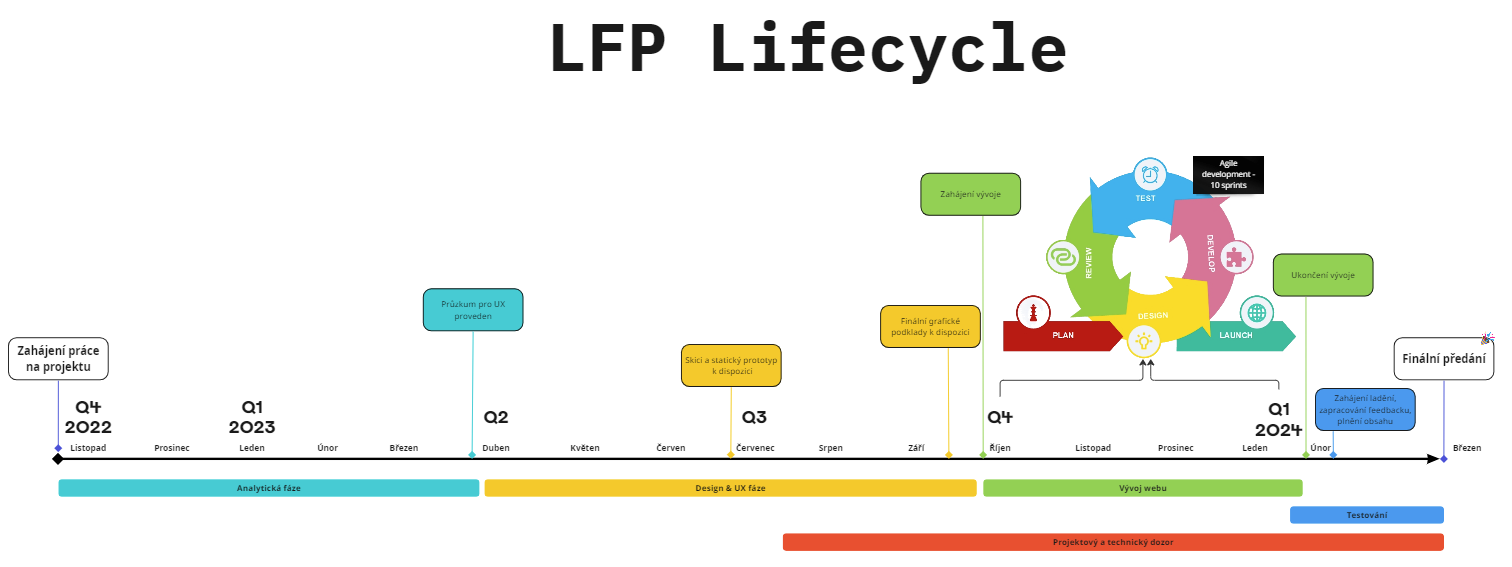 LFP Lifecycle
Agile
development -
10 sprints
Zahájení vývoje
TEST
REVIEW
DEVELOP
DESIGN
PLAN
LAUNCH
Ukončení vývoje
Průzkum pro UX
proveden
Finální grafické
podklady k dispozici
Skici a statický prototyp
k dispozici
Zahájení práce
na projektu
Finální předání
Zahájení ladění,
zapracování feedbacku,
plnění obsahu
Q4
2022
Q1
2023
Q2
Q3
Q4
Q1
2024
Listopad
Prosinec
Leden
Únor
Březen
Duben
Květen
Červen
Červenec
Srpen
Září
Říjen
Listopad
Prosinec
Leden
Únor
Březen
Analytická fáze
Design & UX fáze
Vývoj webu
Testování
Projektový a technický dozor